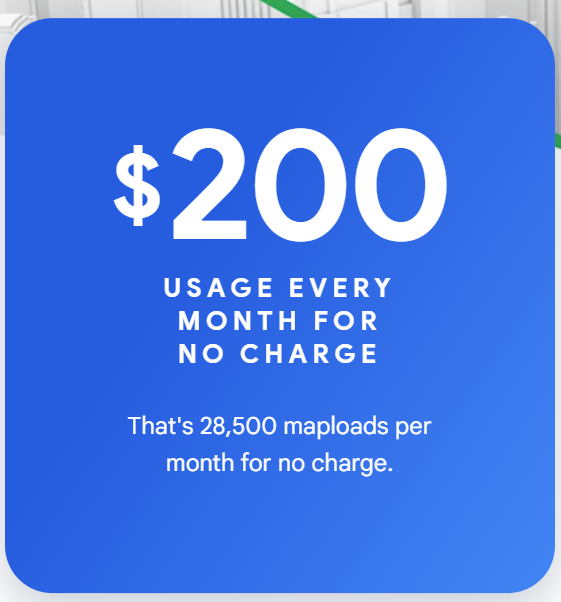 $200
USAGE EVERY
MONTH FOR
NO CHARGE
That's 28,500 maploads per
month for no charge.